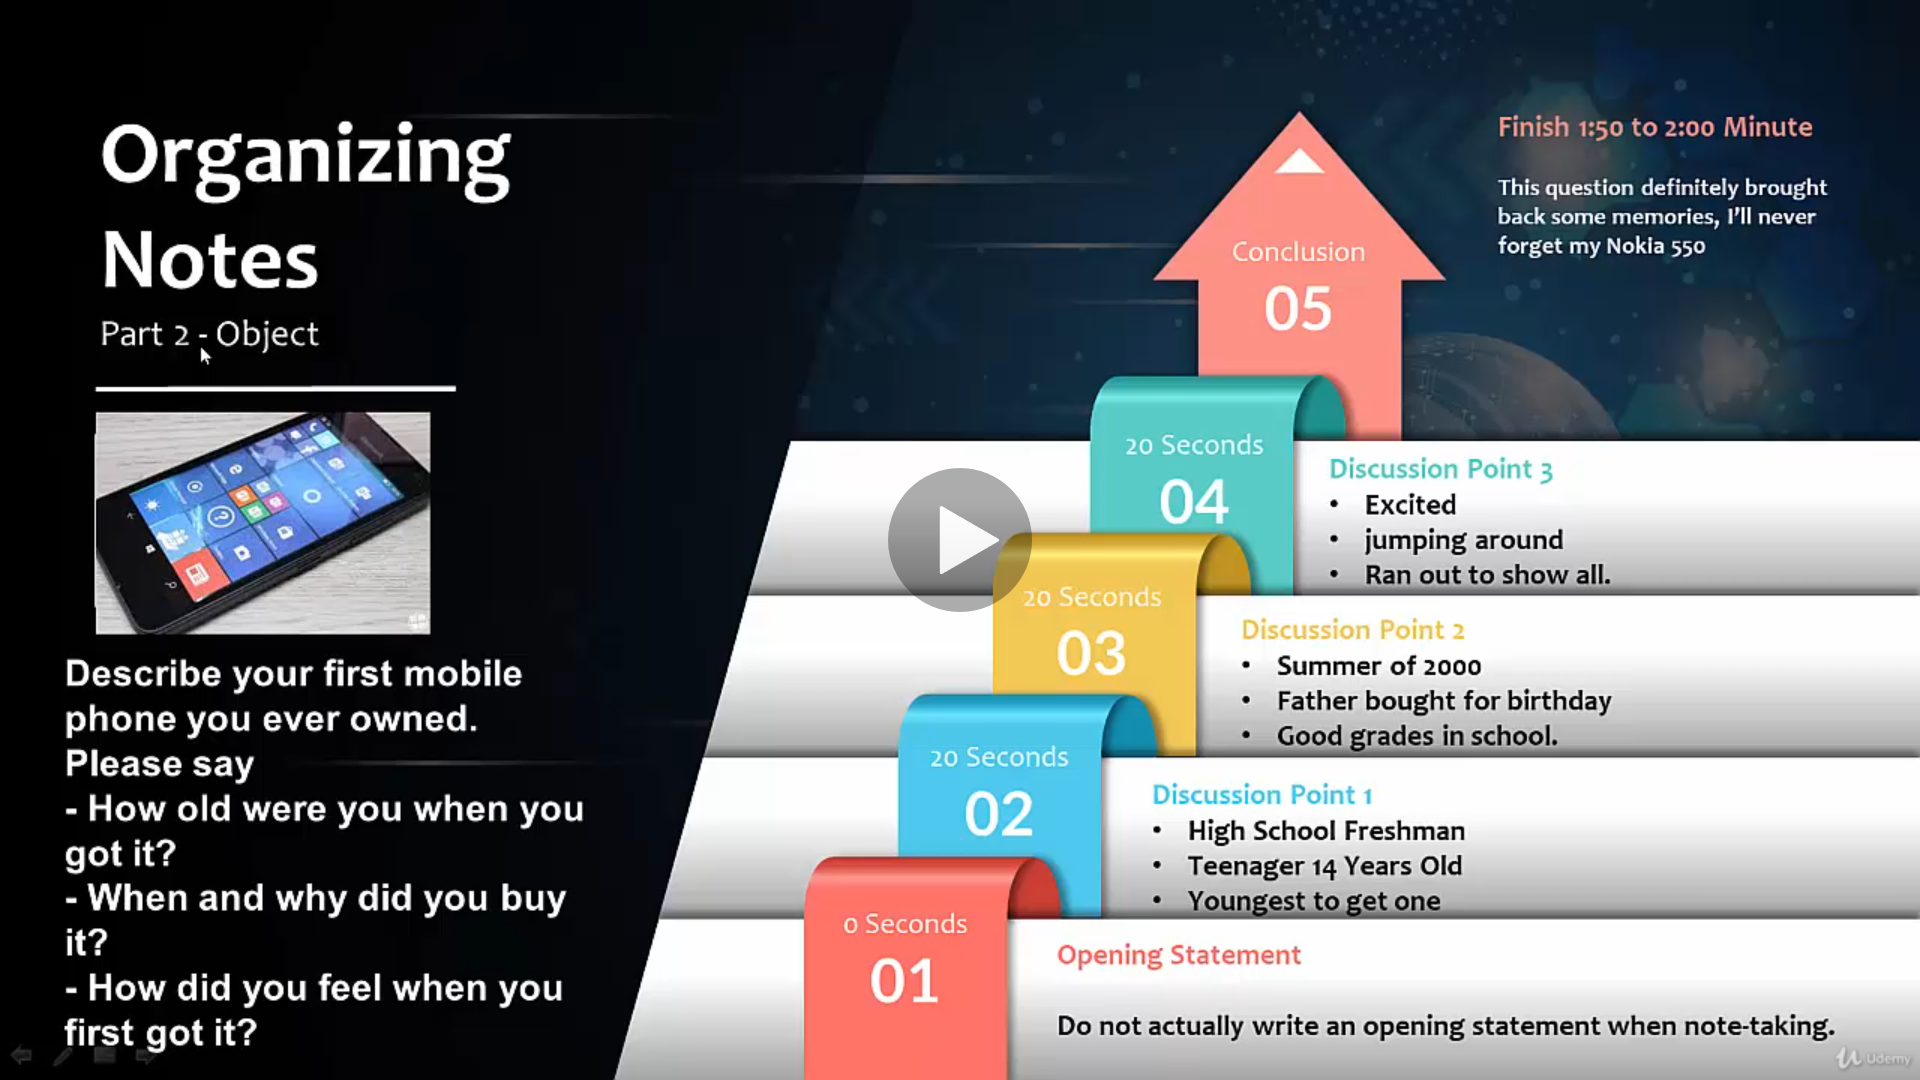 Organizing
Notes
Part 2 - Object
Describe your first mobile
phone you ever owned.
Please say
- How old were you when you
got it?
- When and why did you buy
it?
- How did you feel when you
first got it?
Finish 1:50 to 2:00 Minute
This question definitely brought
back some memories, I'll never
forget my Nokia 550
Conclusion
05
20 Seconds
04
Discussion Point 3
• Excited
• jumping around
• Ran out to show all.
20 Seconds
03
Discussion Point 2
• Summer of 2000
• Father bought for birthday
• Good grades in school.
20 Seconds
02
Discussion Point 1
• High School Freshman
• Teenager 14 Years Old
• Youngest to get one
0 Seconds
01
Opening Statement
Do not actually write an opening statement when note-taking.
Udemy